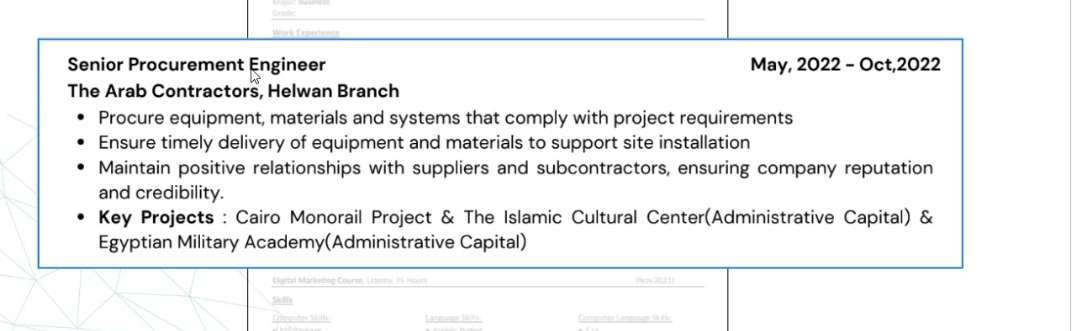 Major: Business
Grade:
Work Experience
Senior Procurement Engineer May, 2022 - Oct,2022
The Arab Contractors, Helwan Branch
• Procure equipment, materials and systems that comply with project requirements
• Ensure timely delivery of equipment and materials to support site installation
• Maintain positive relationships with suppliers and subcontractors, ensuring company reputation
and credibility.
• Key Projects : Cairo Monorail Project & The Islamic Cultural Center(Administrative Capital) &
Egyptian Military Academy(Administrative Capital)
Digital Marketing Course, Udemy, 75 Hours (Nov.2021)
Skills
Computer Skills: Language Skills: Computer Language Skills:
• MS Package • Arabic: Native • C++